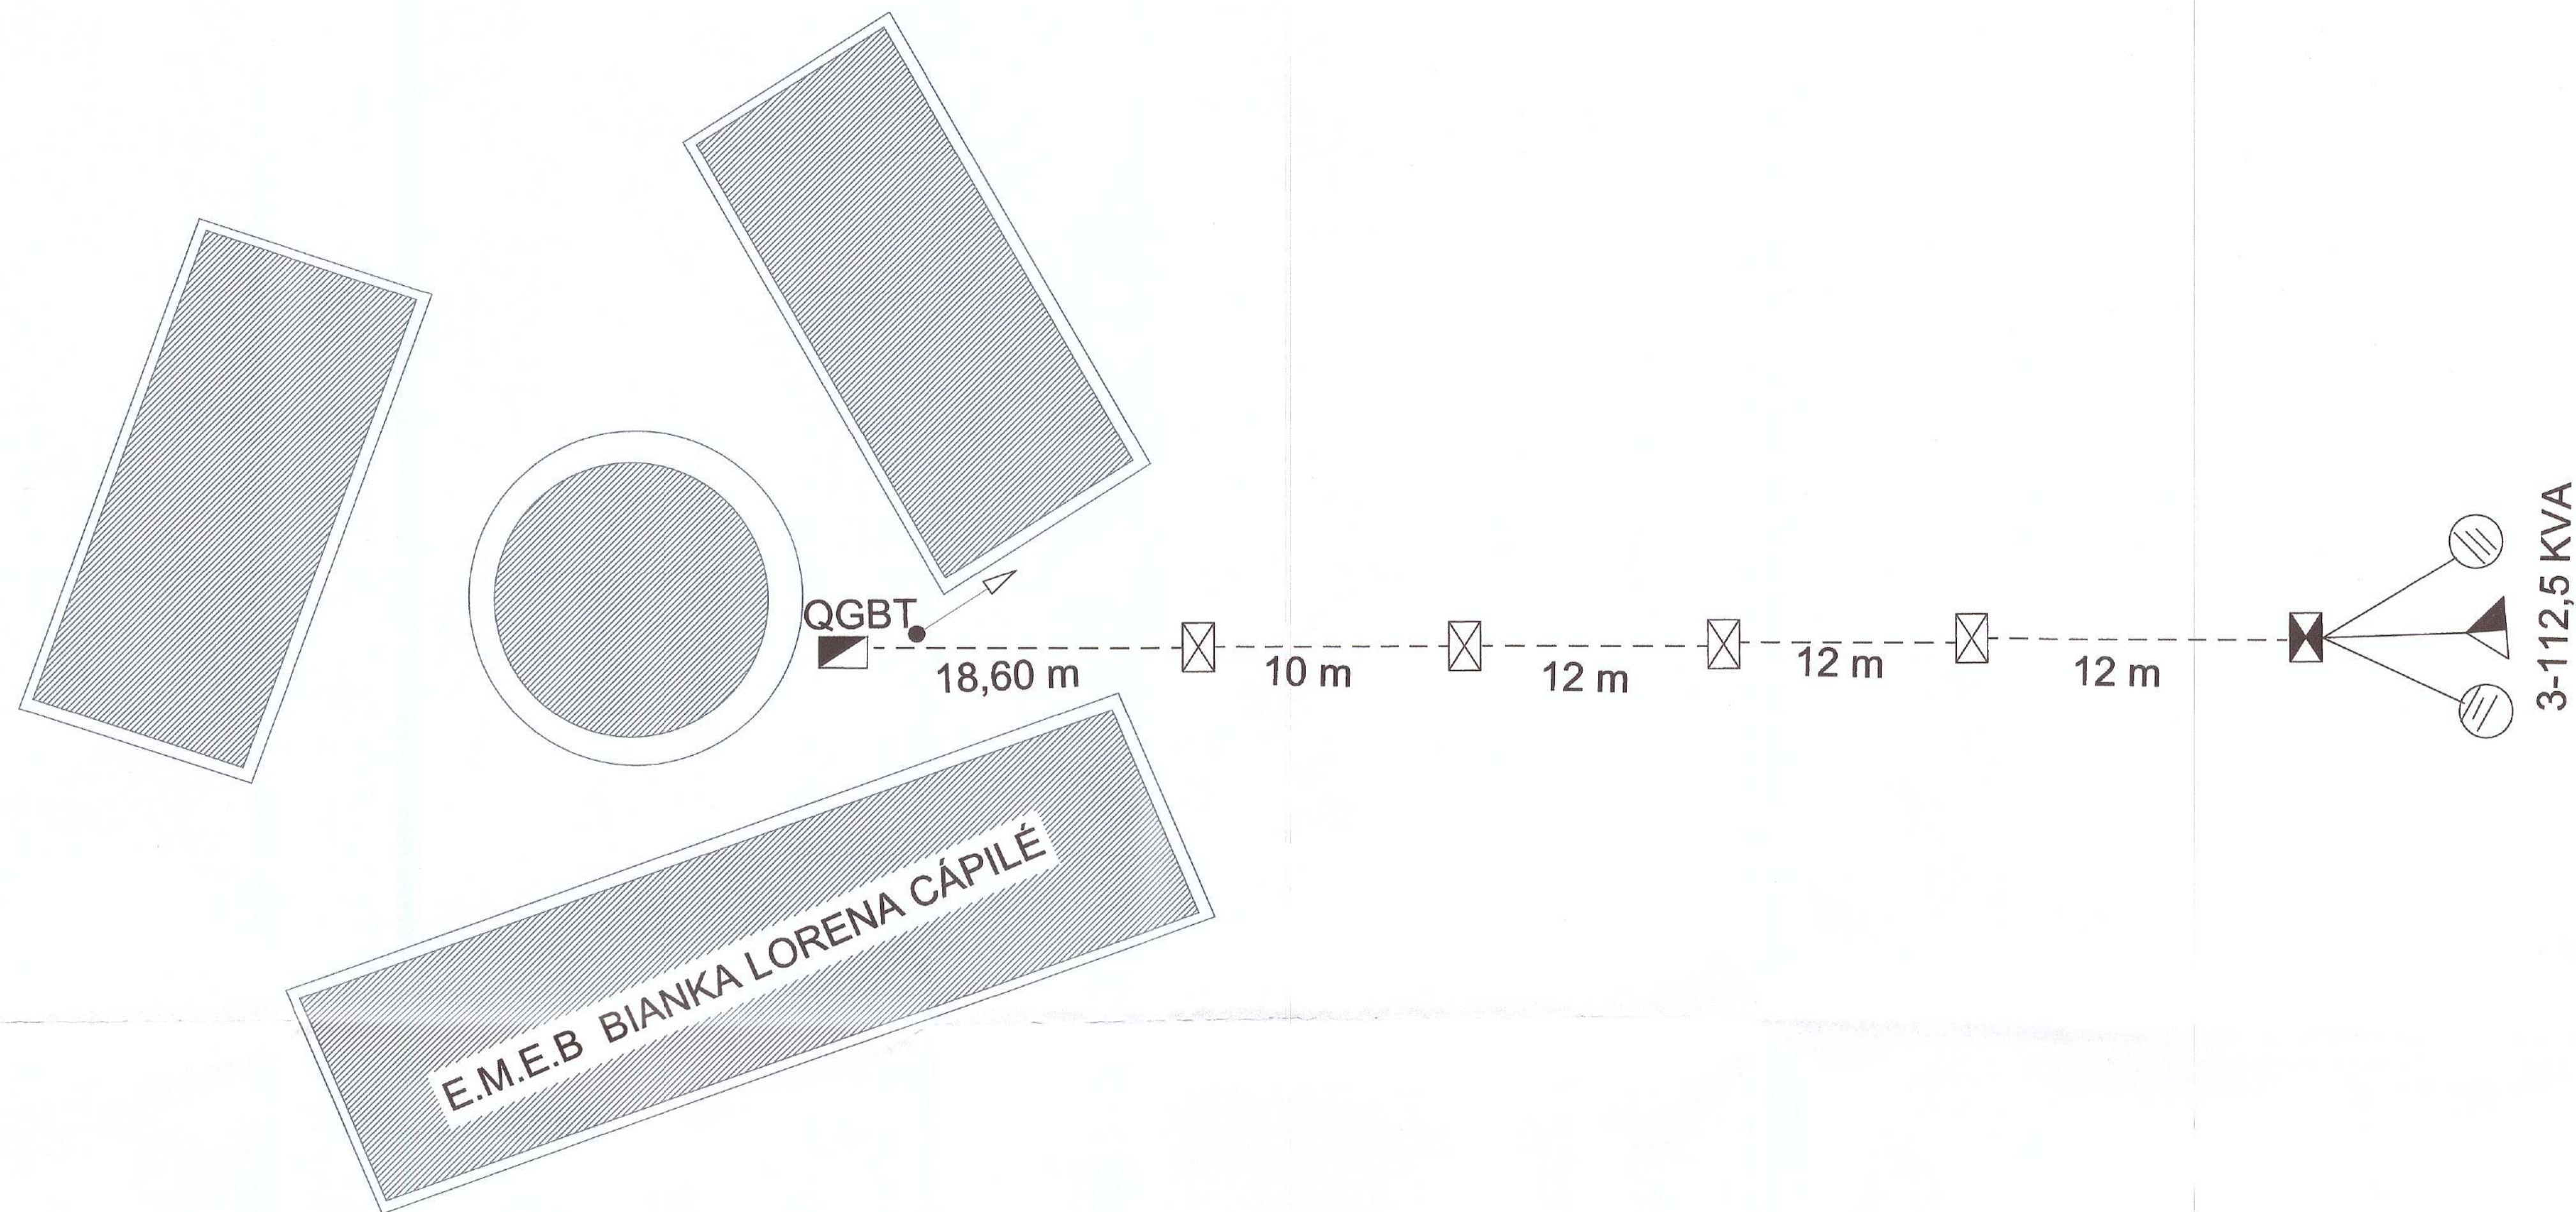 QGBT
18,60 m
10 m
12 m
12 m
12 m
3-112,5 KVA
E.M.E.B BIANKA LORENA CÁPILÉ